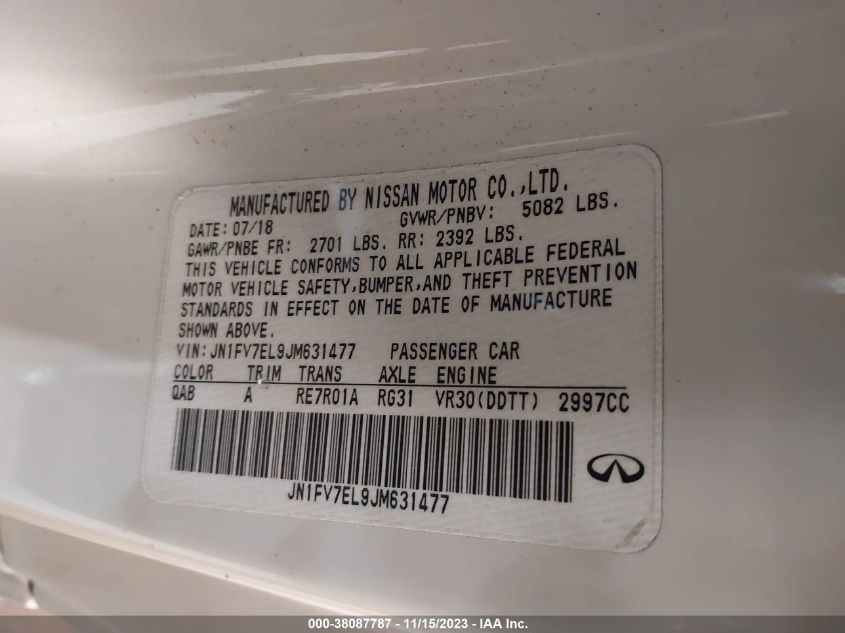 MANUFACTURED BY NISSAN MOTOR CO.,LTD.
DATE: 07/18 GVWR/PNBV: 5082 LBS.
GAWR/PNBE FR: 2701 LBS. RR: 2392 LBS.
THIS VEHICLE CONFORMS TO ALL APPLICABLE FEDERAL
MOTOR VEHICLE SAFETY,BUMPER,AND THEFT PREVENTION
STANDARDS IN EFFECT ON THE DATE OF MANUFACTURE
SHOWN ABOVE.
VIN:JN1FV7EL9JM631477 PASSENGER CAR
COLOR TRIM TRANS AXLE ENGINE
QAB A RE7R01A RG31 VR30(DDTT) 2997CC
JN1FV7EL9JM631477
000-38087787 - 11/15/2023 - IAA Inc.